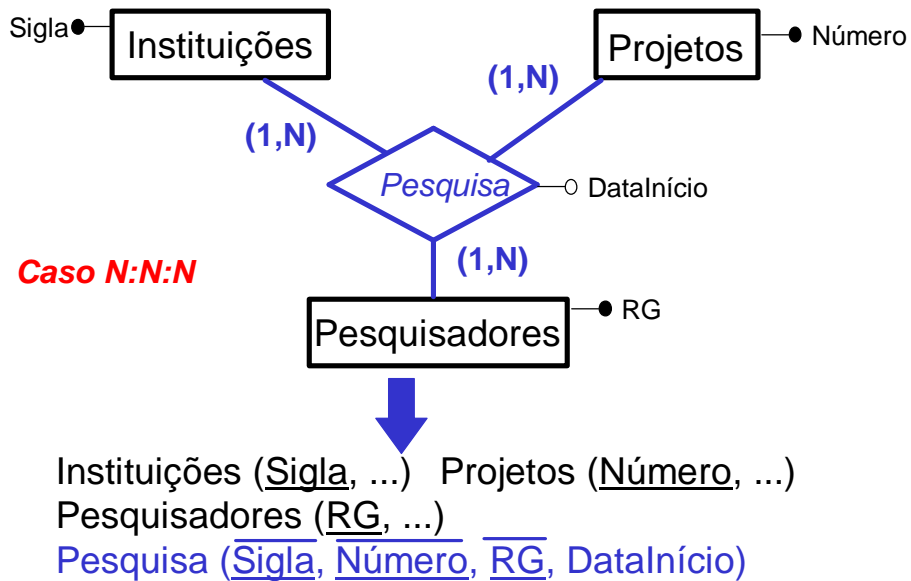 Sigla
Instituições
Projetos
Número
(1,N)
(1,N)
Pesquisa
DataInício
(1,N)
Caso N:N:N
RG
Pesquisadores
Instituições (Sigla, ...) Projetos (Número, ...)
Pesquisadores (RG, ...)
Pesquisa (Sigla, Número, RG, DataInício)